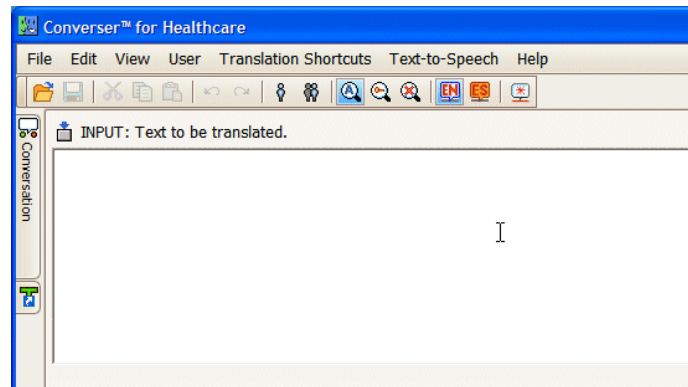 Converser™ for Healthcare
File Edit View User Translation Shortcuts Text-to-Speech Help
A EN ES
Conversation
INPUT: Text to be translated.